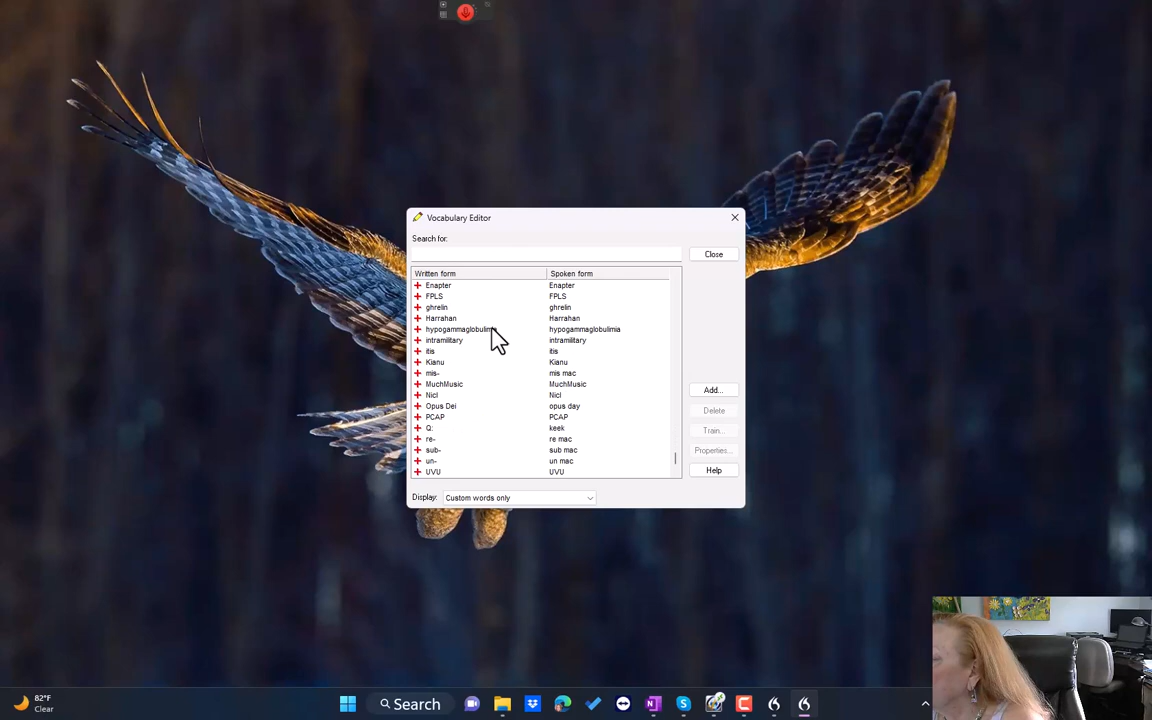 Vocabulary Editor
Search for:
Close
Written form Spoken form
Enapter Enapter
FPLS FPLS
ghrelin ghrelin
Harrahan Harrahan
hypogammaglobulimia
intramilitary intramilitary
itis itis
Kianu Kianu
mis- mis mac
MuchMusic MuchMusic
Nicl Nicl
Opus Dei opus day
PCAP PCAP
Q: keek
re- re mac
sub- sub mac
un- un mac
UVU UVU
Add...
Delete
Train...
Properties...
Help
Display: Custom words only
82°F
Clear
Search